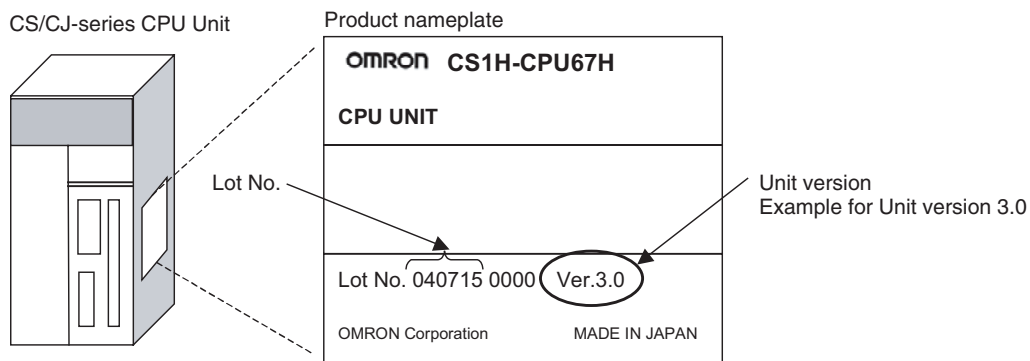 CS/CJ-series CPU Unit
Product nameplate
OMRON CS1H-CPU67H
CPU UNIT
Lot No.
Unit version
Example for Unit version 3.0
Lot No. 040715 0000 Ver.3.0
OMRON Corporation MADE IN JAPAN